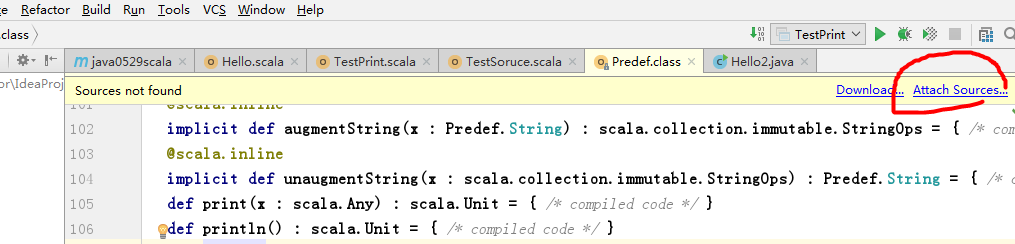 e Refactor Build Run Tools VCS Window Help
.class TestPrint
or\IdeaProj java0529scala Hello.scala TestPrint.scala TestSoruce.scala Predef.class Hello2.java
Sources not found Download... Attach Sources...
101 @scala.inline
102 implicit def augmentString(x : Predef.String) : scala.collection.immutable.StringOps = { /* com
103 @scala.inline
104 implicit def unaugmentString(x : scala.collection.immutable.StringOps) : Predef.String = { /* c
105 def print(x : scala.Any) : scala.Unit = { /* compiled code */ }
106 def println() : scala.Unit = { /* compiled code */ }